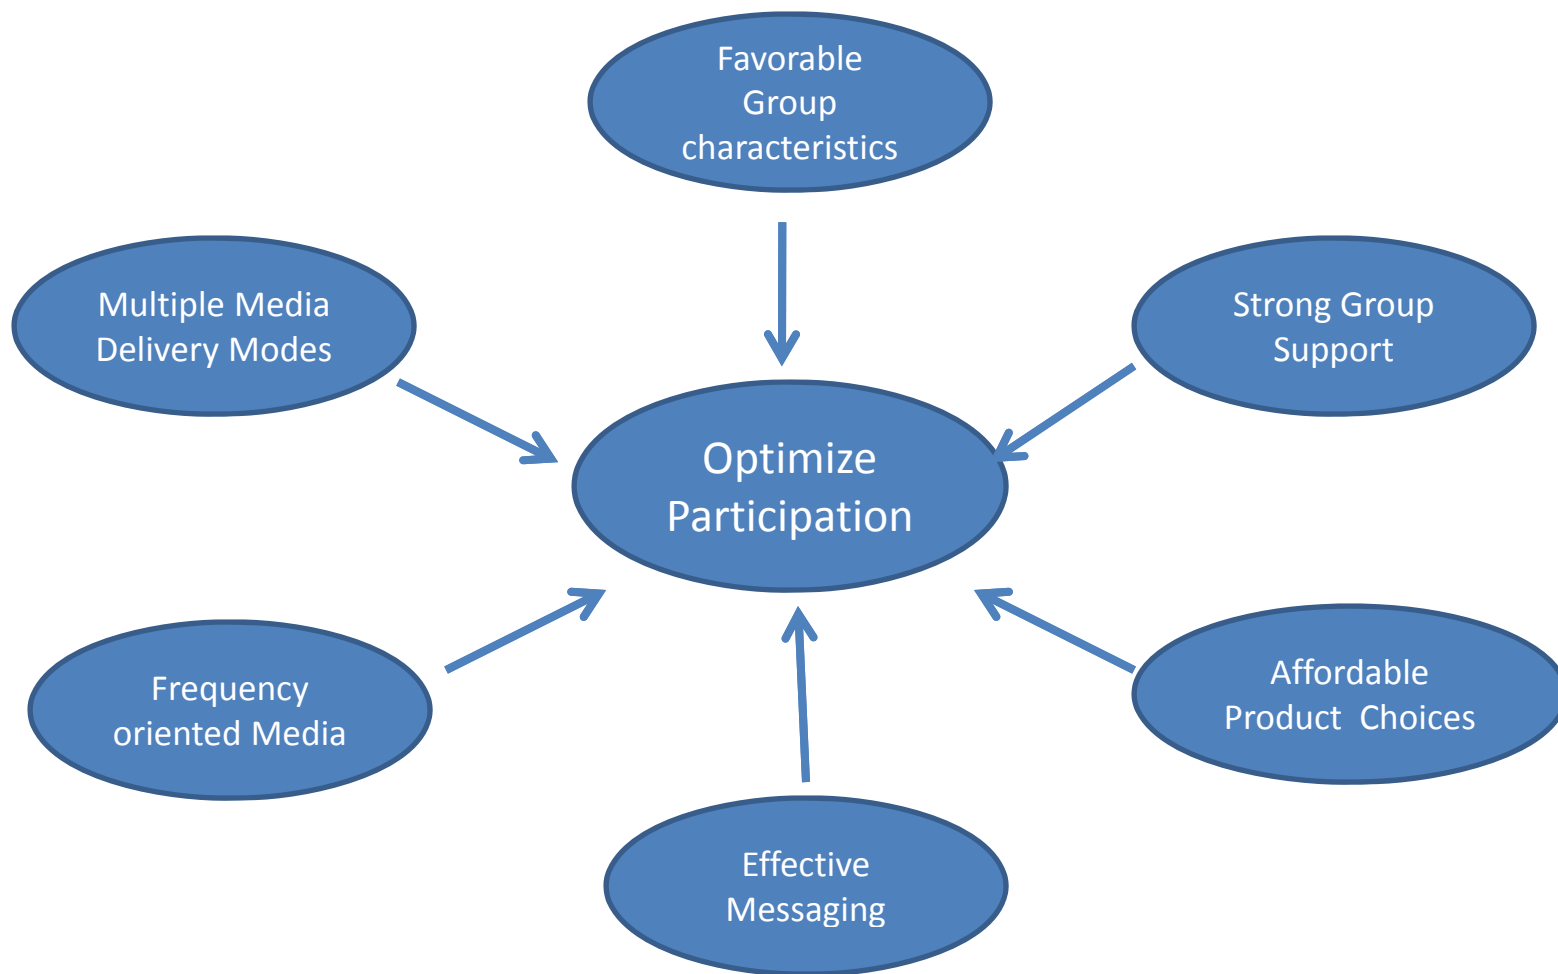 Favorable
Group
characteristics
Multiple Media
Delivery Modes
Strong Group
Support
Optimize
Participation
Frequency
oriented Media
Affordable
Product  Choices
Effective
Messaging